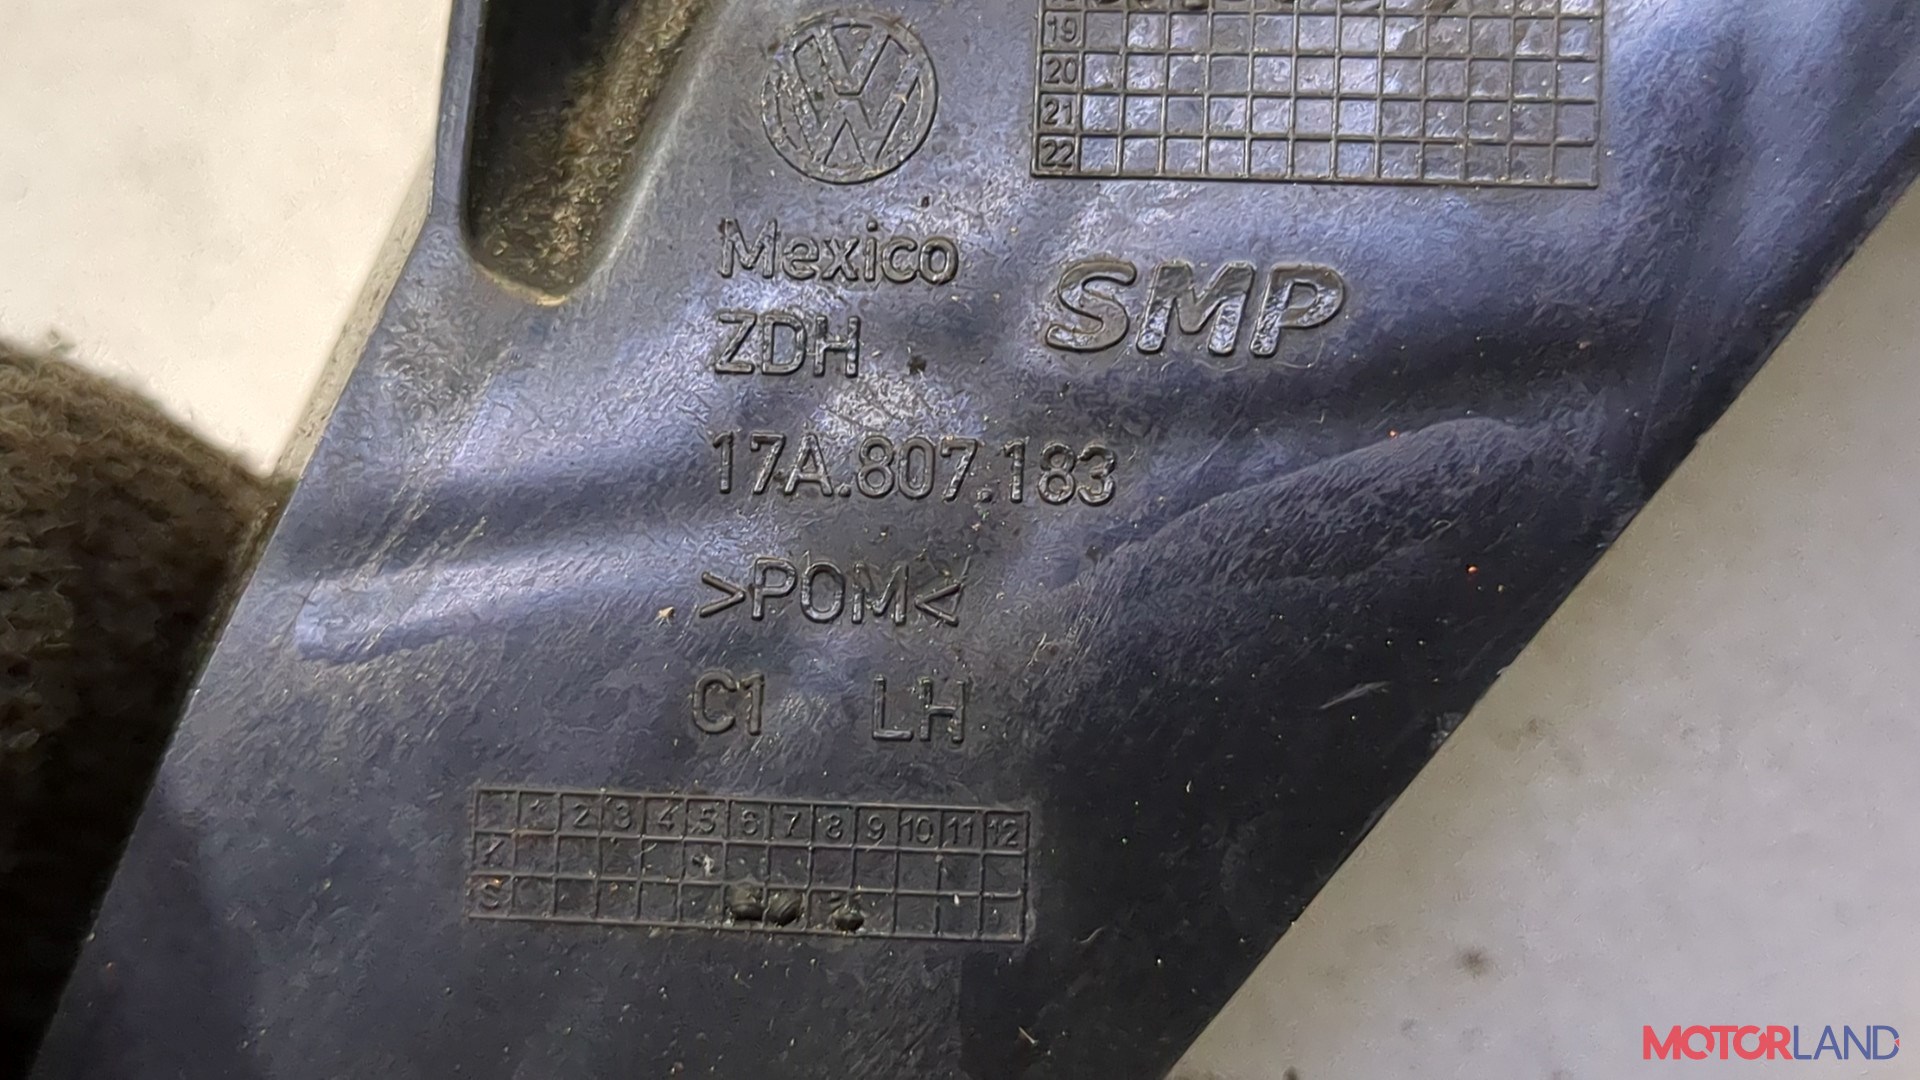 19
20
21
22
Mexico
SMP
ZDH
17A.807.183
>POM<
C1 LH
1 2 3 4 5 6 7 8 9 10 11 12
K
S
MOTORLAND